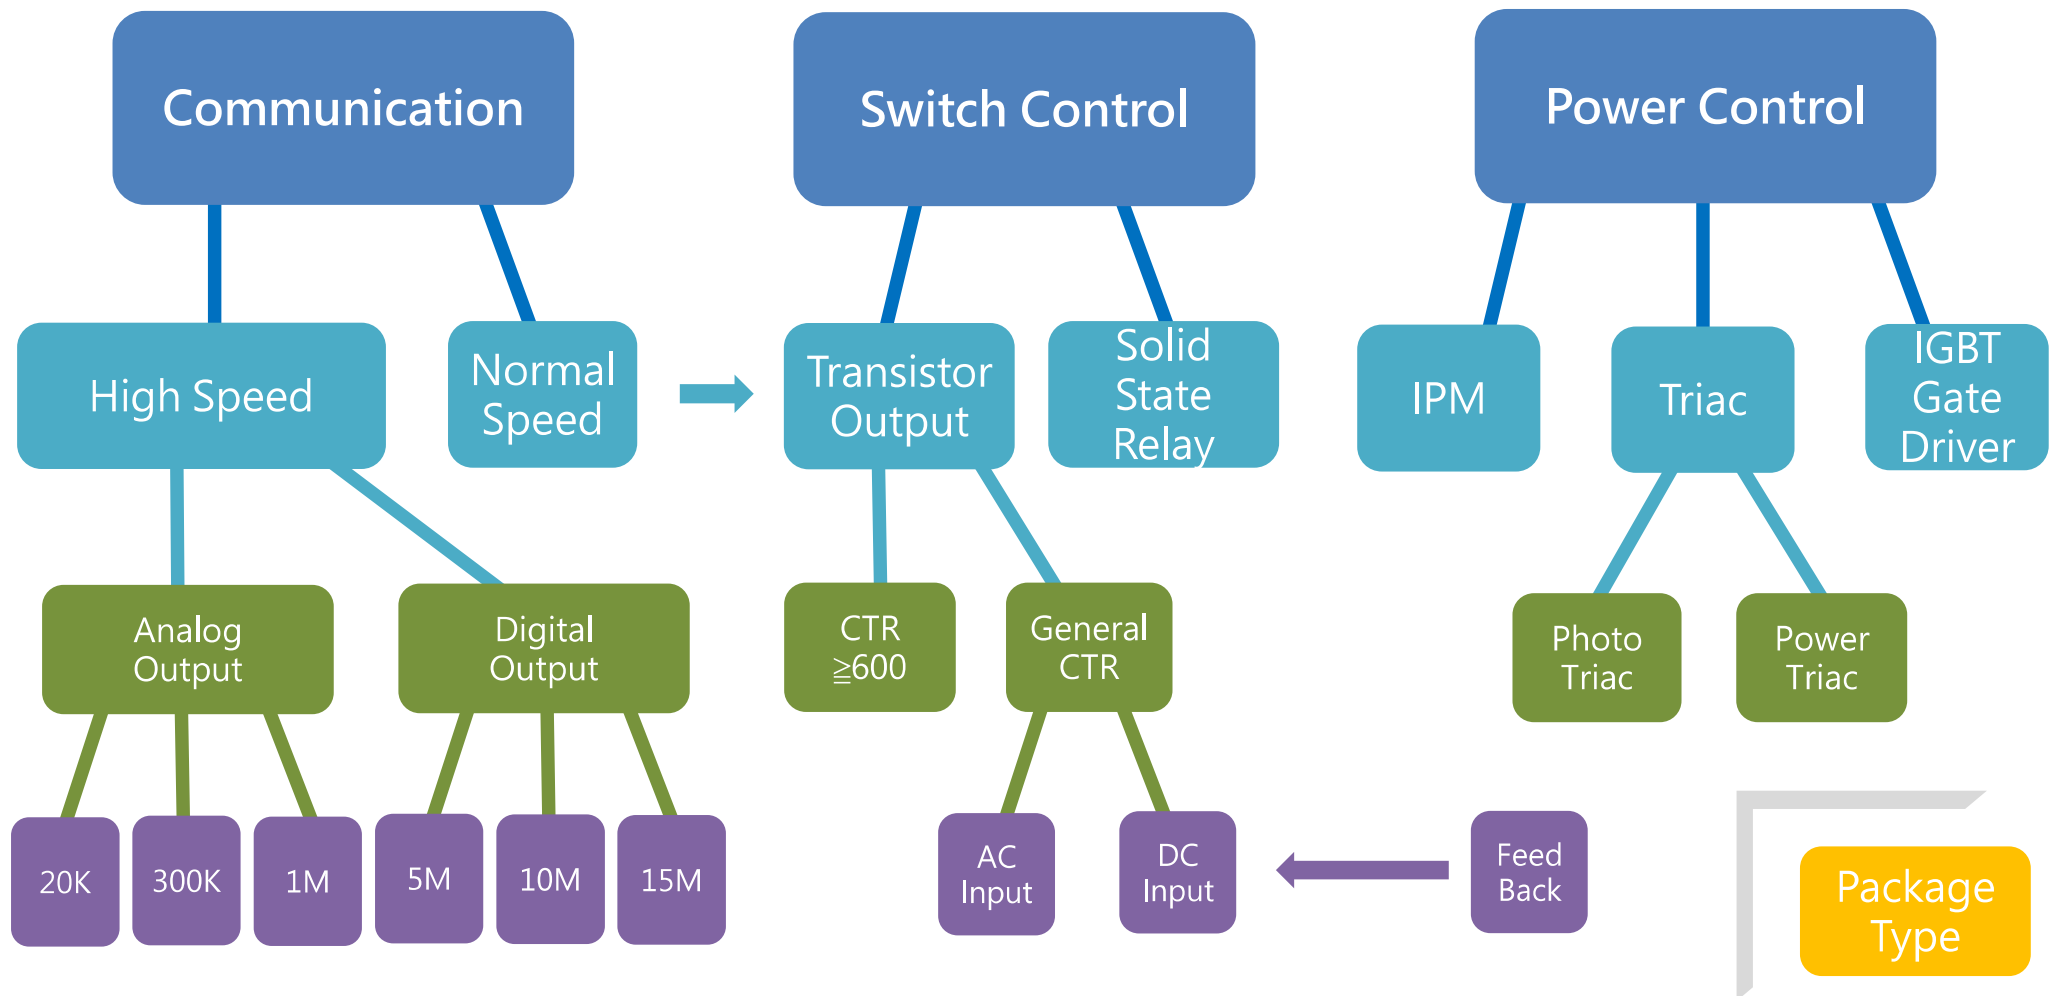 Communication
Switch Control
Power Control
High Speed
Normal
Speed
Transistor
Output
Solid
State
Relay
IPM
Triac
IGBT
Gate
Driver
Analog
Output
Digital
Output
CTR
≧600
General
CTR
Photo
Triac
Power
Triac
20K
300K
1M
5M
10M
15M
AC
Input
DC
Input
Feed
Back
Package
Type